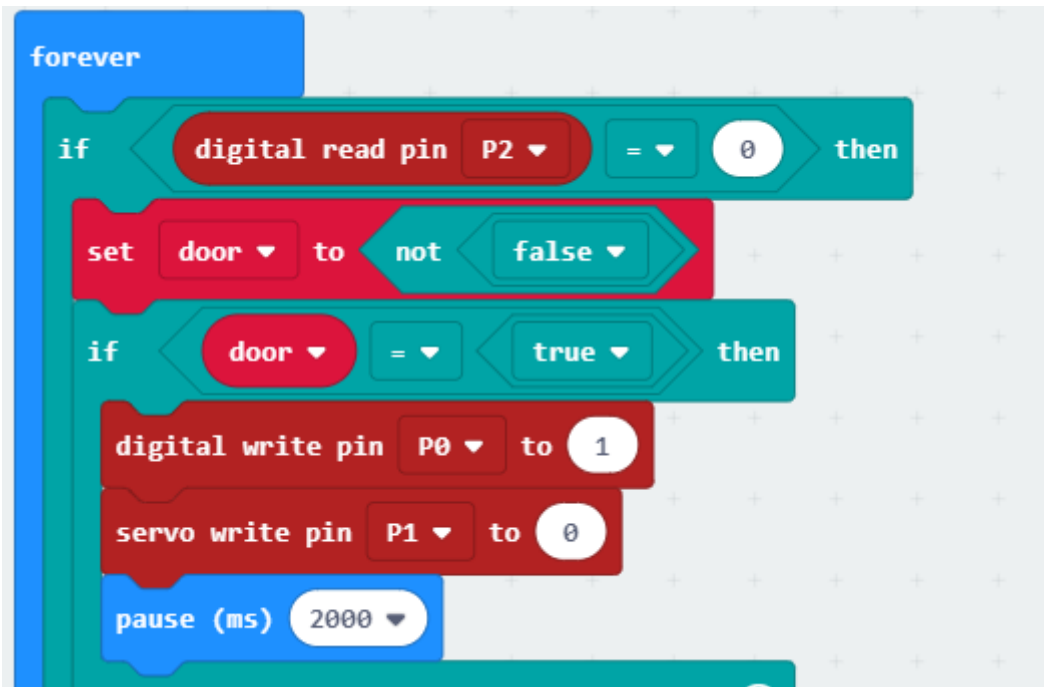 forever
if digital read pin P2 = 0 then
set door to not false
if door = true then
digital write pin P0 to 1
servo write pin P1 to 0
pause (ms) 2000